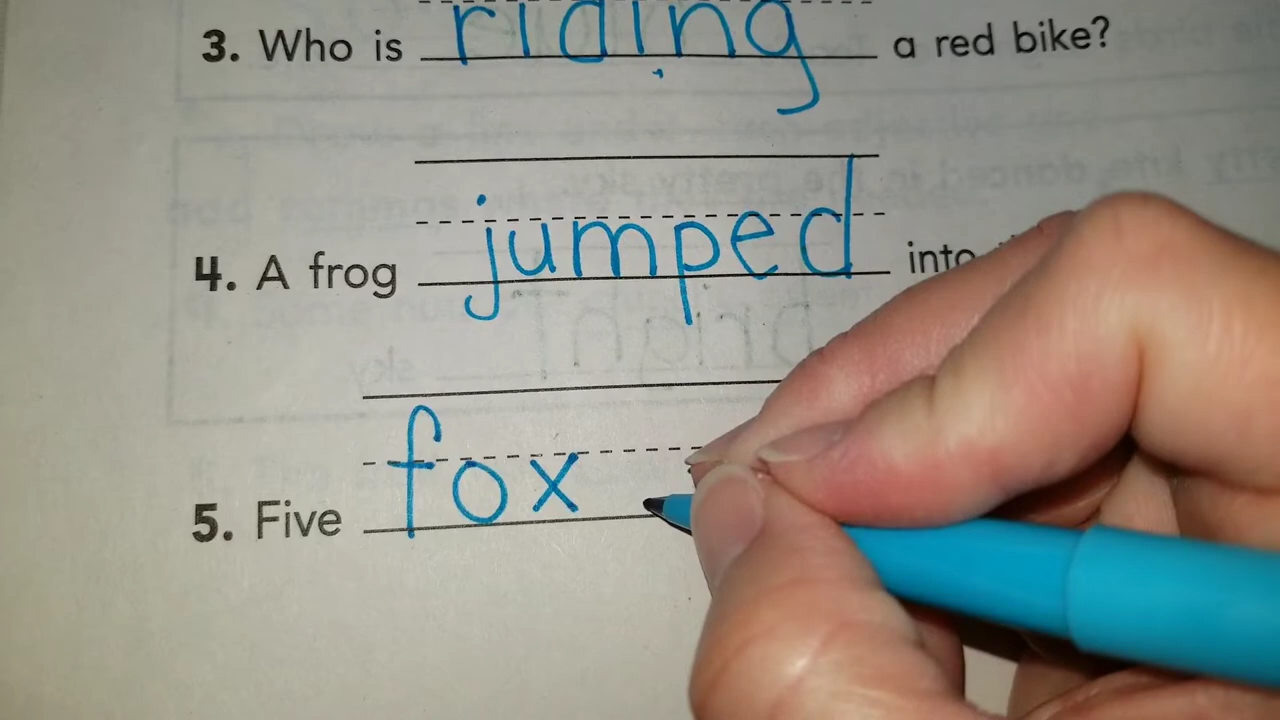 3. Who is riding a red bike?
4. A frog jumped into
5. Five fox